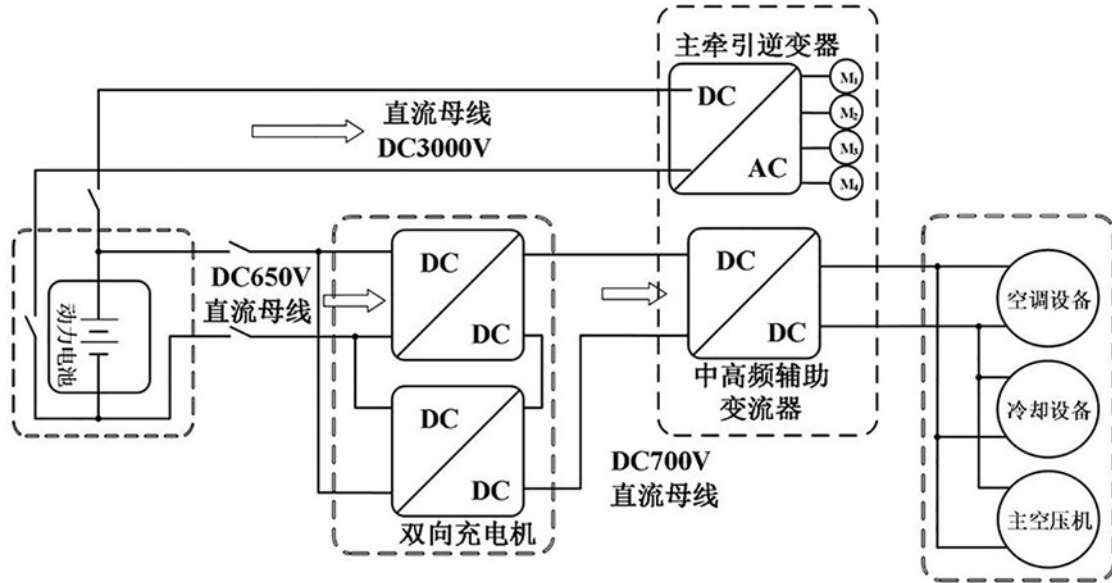 主牵引逆变器
DC
AC
M1
M2
M3
M4
直流母线
DC3000V
动力电池
DC650V
直流母线
DC
DC
DC
DC
双向充电机
DC
DC
中高频辅助
变流器
DC700V
直流母线
空调设备
冷却设备
主空压机